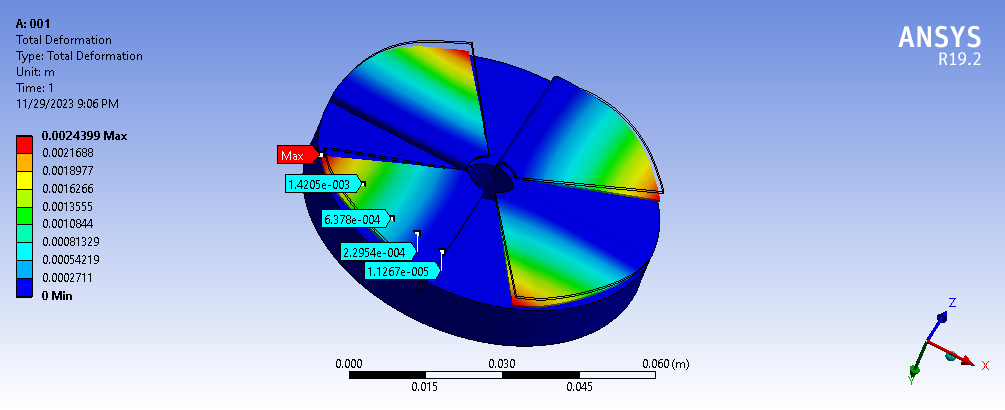 A: 001
Total Deformation
Type: Total Deformation
Unit: m
Time: 1
11/29/2023 9:06 PM
0.0024399 Max
0.0021688
0.0018977
0.0016266
0.0013555
0.0010844
0.00081329
0.00054219
0.0002711
0 Min
ANSYS
R19.2
Max
1.4205e-003
6.378e-004
2.2954e-004
1.1267e-005
0.000
0.030
0.060 (m)
0.015
0.045
Z
X
Y